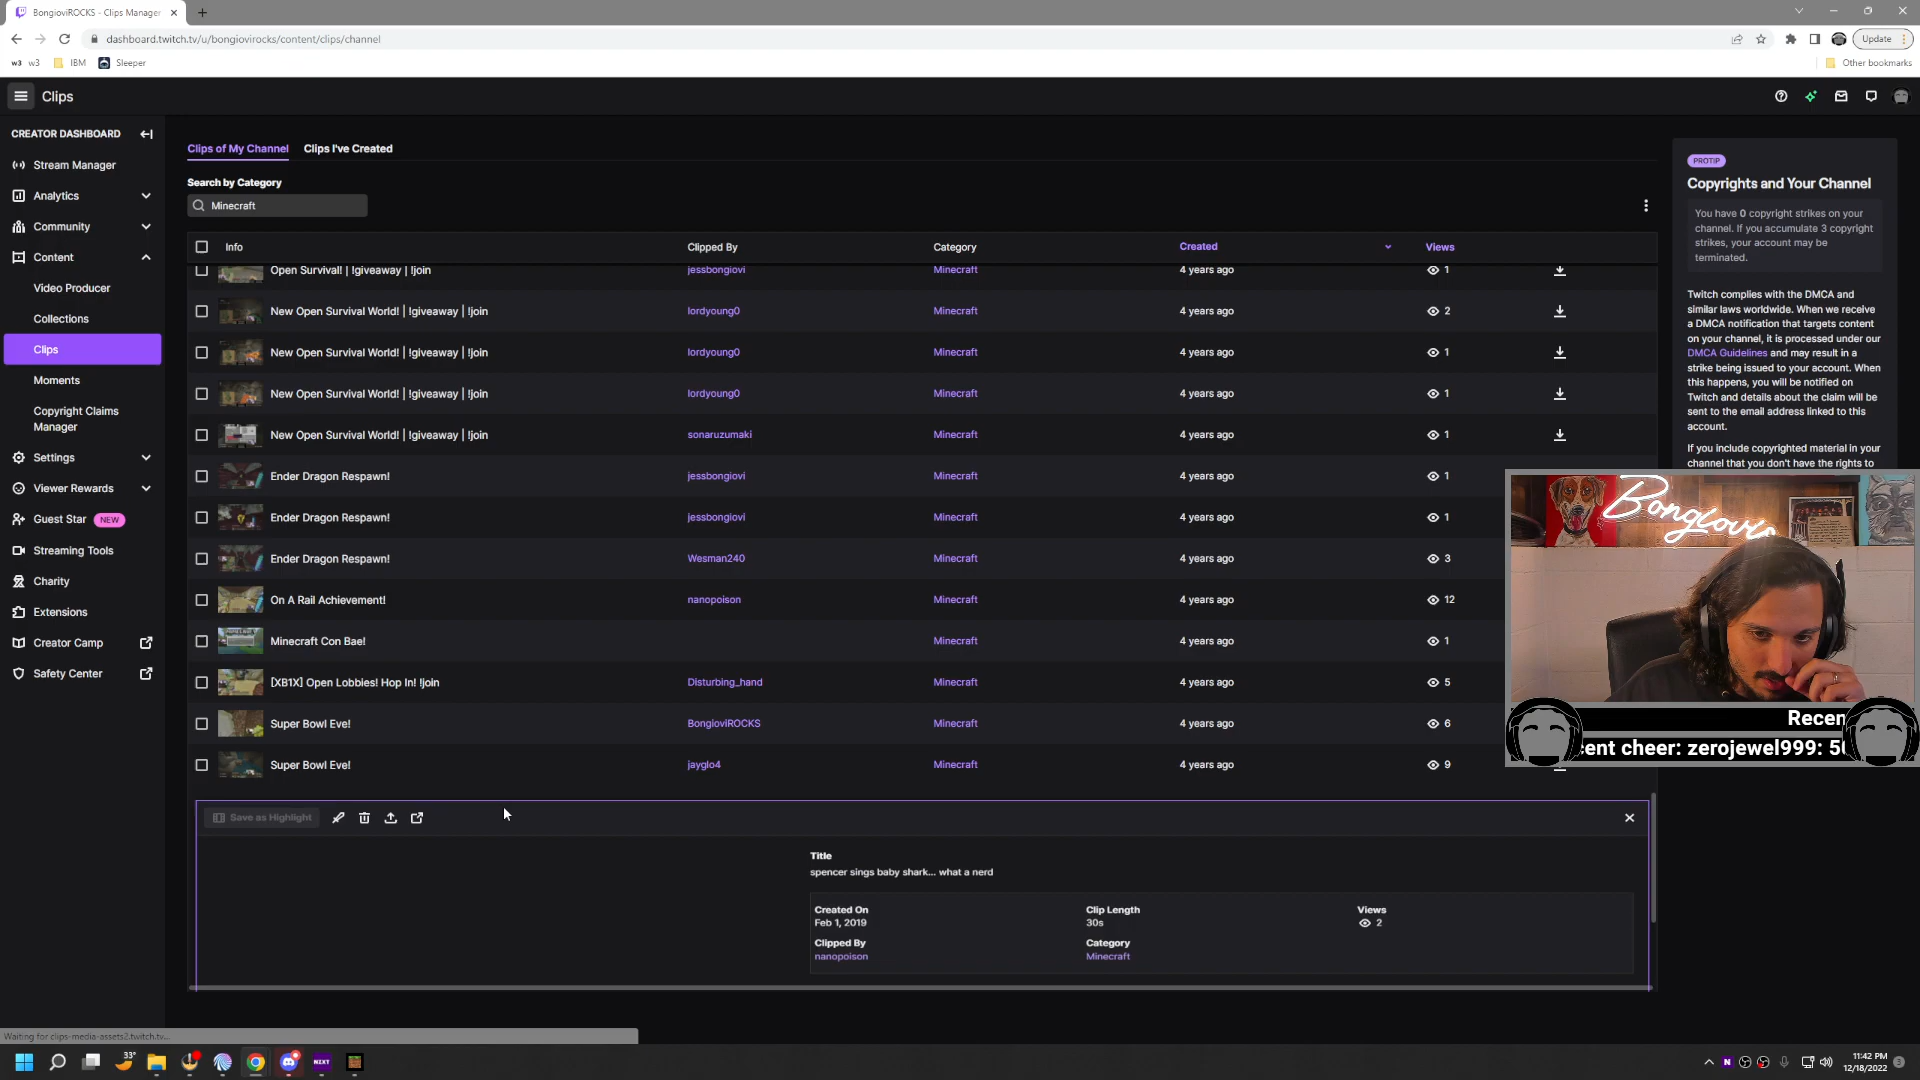 BongioviROCKS - Clips Manager
dashboard.twitch.tv/u/bongiovirocks/content/clips/channel
Update
w3 w3 IBM Sleeper
Other bookmarks
Clips
CREATOR DASHBOARD
Stream Manager
Analytics
Community
Content
Video Producer
Collections
Clips
Moments
Copyright Claims
Manager
Settings
Viewer Rewards
Guest Star NEW
Streaming Tools
Charity
Extensions
Creator Camp
Safety Center
Clips of My Channel Clips I've Created
Search by Category
Minecraft
Info Clipped By Category Created Views
Open Survival! | !giveaway | !join jessbongiovi Minecraft 4 years ago 1
New Open Survival World! | !giveaway | !join lordyoung0 Minecraft 4 years ago 2
New Open Survival World! | !giveaway | !join lordyoung0 Minecraft 4 years ago 1
New Open Survival World! | !giveaway | !join lordyoung0 Minecraft 4 years ago 1
New Open Survival World! | !giveaway | !join sonaruzumaki Minecraft 4 years ago 1
Ender Dragon Respawn! jessbongiovi Minecraft 4 years ago 1
Ender Dragon Respawn! jessbongiovi Minecraft 4 years ago 1
Ender Dragon Respawn! Wesman240 Minecraft 4 years ago 3
On A Rail Achievement! nanopoison Minecraft 4 years ago 12
Minecraft Con Bae! Minecraft 4 years ago 1
[XB1X] Open Lobbies! Hop In! !join Disturbing_hand Minecraft 4 years ago 5
Super Bowl Eve! BongioviROCKS Minecraft 4 years ago 6
Super Bowl Eve! jayglo4 Minecraft 4 years ago 9
Save as Highlight
Title
spencer sings baby shark... what a nerd
Created On Clip Length Views
Feb 1, 2019 30s 2
Clipped By Category
nanopoison Minecraft
PROTIP
Copyrights and Your Channel
You have 0 copyright strikes on your
channel. If you accumulate 3 copyright
strikes, your account may be
terminated.
Twitch complies with the DMCA and
similar laws worldwide. When we receive
a DMCA notification that targets content
on your channel, it is processed under our
DMCA Guidelines and may result in a
strike being issued to your account. When
this happens, you will be notified on
Twitch and details about the claim will be
sent to the email address linked to this
account.
If you include copyrighted material in your
channel that you don't have the rights to
Bongiovi
Recen
cent cheer: zerojewel999: 50
Waiting for clips-media-assets2.twitch.tv...
33°
NZXT
N
11:42 PM
12/18/2022
3